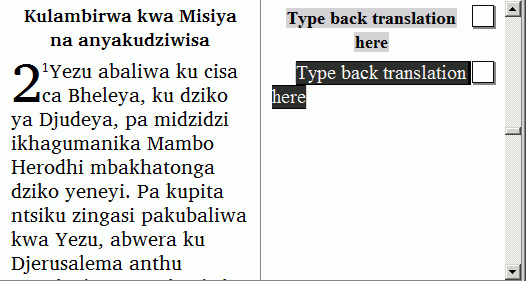 Kulambirwa kwa Misiya
na anyakudziwisa
2 1Yezu abaliwa ku cisa
ca Bheleya, ku dziko
ya Djudeya, pa midzidzi
ikhagumanika Mambo
Herodhi mbakhatonga
dziko yeneyi. Pa kupita
ntsiku zingasi pakubaliwa
kwa Yezu, abwera ku
Djerusalema anthu
Type back translation
here
Type back translation
here